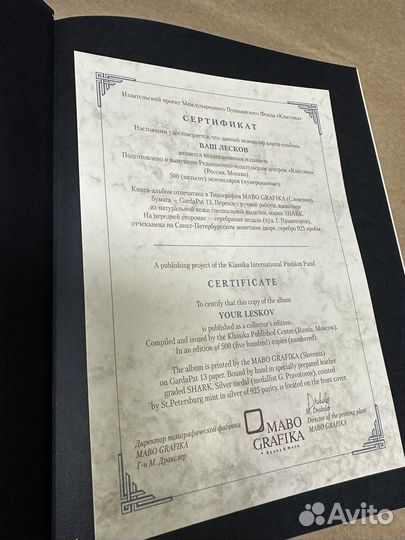 Издательский проект Международного Пушкинского Фонда «Классика»
СЕРТИФИКАТ
Настоящим удостоверяется, что данный экземпляр книги-альбома
ВАШ ЛЕСКОВ
является коллекционным изданием
Подготовлено и выпущено Редакционно-издательским центром «Классика»
(Россия, Москва).
500 (пятьсот) экземпляров (нумерованные).
Книга-альбом отпечатана в Типографии MABO GRAFIKA (Словения),
бумага – GardaPat 13. Переплет ручной работы, выполнен
из натуральной кожи специальной выделки, марки SHARK.
На передней сторонке – серебряная медаль (худ. Г. Правоторов),
отчеканена на Санкт-Петербургском монетном дворе, серебро 925 пробы.
A publishing project of the Klassika International Pushkin Fund
CERTIFICATE
To certify that this copy of the album
YOUR LESKOV
is published as a collector's edition.
Compiled and issued by the Klassika Published Centre (Russia, Moscow)
In an edition of 500 (five hundred) copies (numbered).
The album is printed by the MABO GRAFIKA (Slovenia)
on GardaPat 13 paper. Bound by hand in specially prepared leather
graded SHARK. Silver medal (medallist G. Pravotorov), cointed
by St.Petersburg mint in silver of 925 purity, is located on the front cover.
Директор полиграфической фабрики
MABO GRAFIKA
Г-н М. Дракслер
MABO
GRAFIKA
M. Draksler
Director of the printing plant
MABO GRAFIKA
Avito